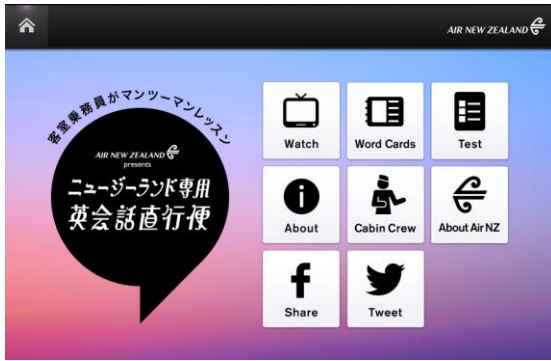 AIR NEW ZEALAND
客室乗務員がマンツーマンレッスン
AIR NEW ZEALAND
presents
ニュージーランド専用
英会話直行便
Watch
Word Cards
Test
About
Cabin Crew
About Air NZ
Share
Tweet